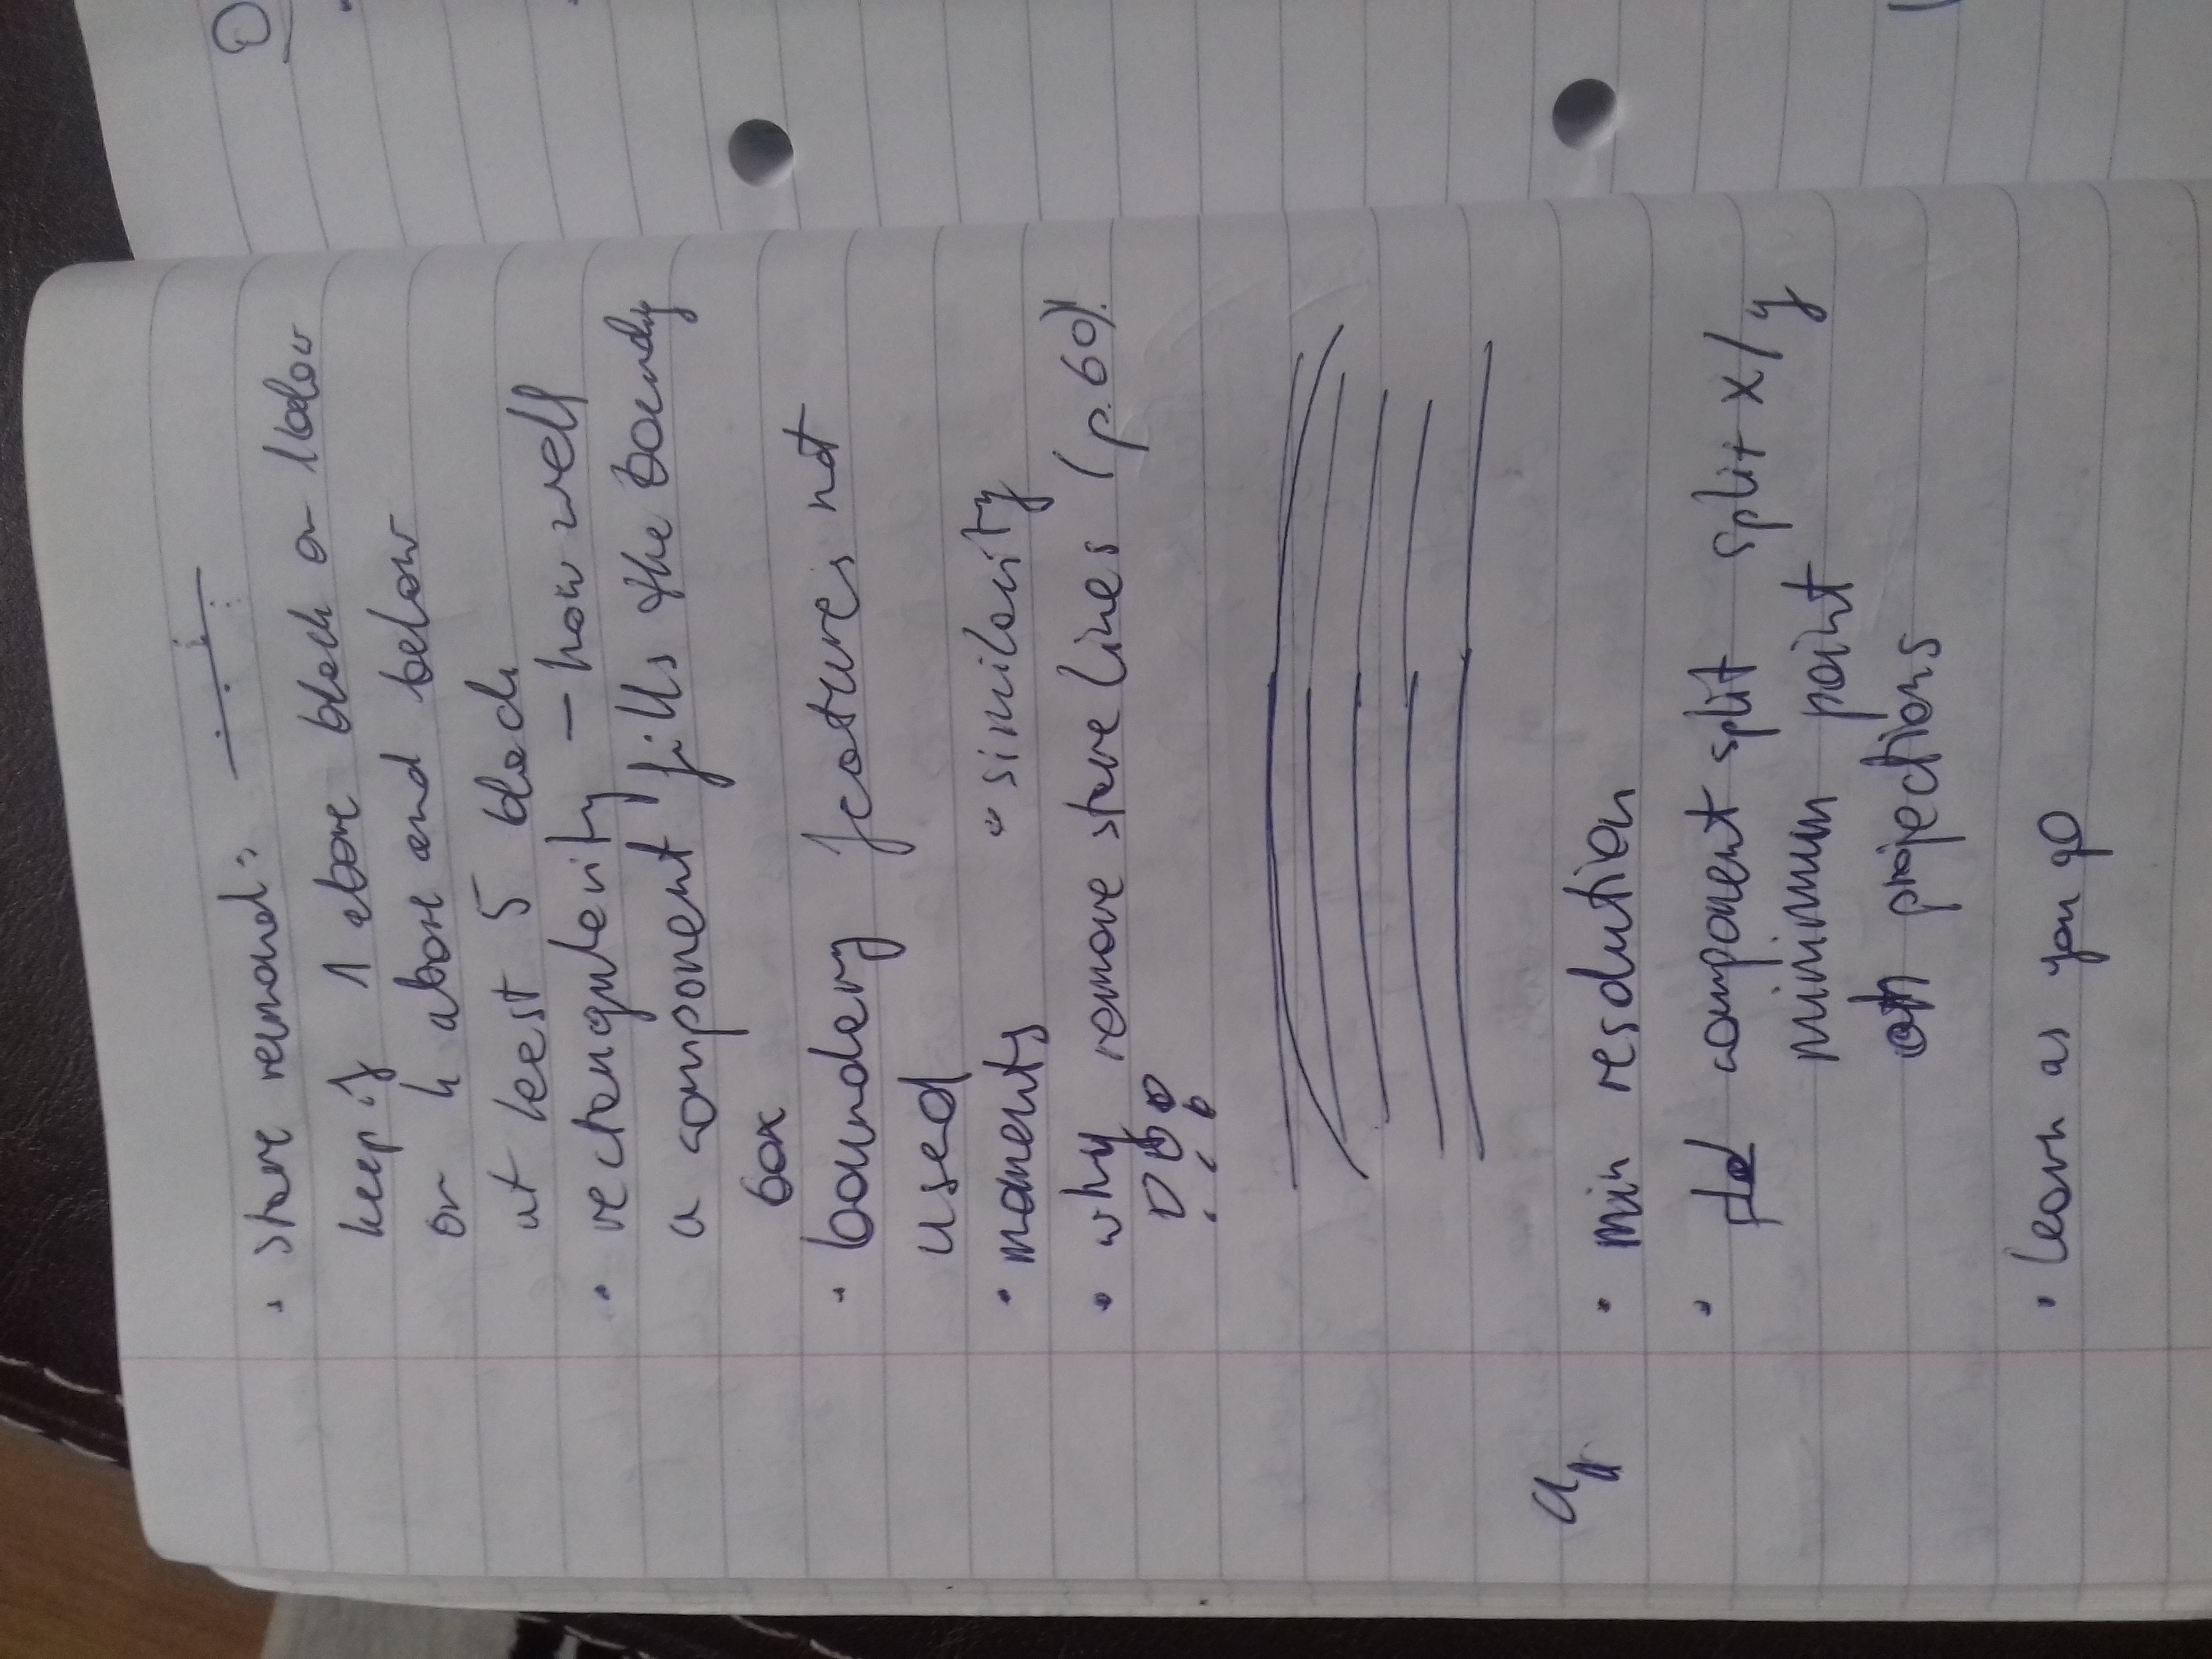 • stave removal:
keep if 1 above black or 1 below
or 4 above and below
at least 5 black
• rectangularity – how well
a component fills the boundig
box
• boundary features not
used
• moments • similarity
• why remove stave lines (p.60)!
???
• min resolution
• component split split x/y
minimum point
on projections
• learn as you go